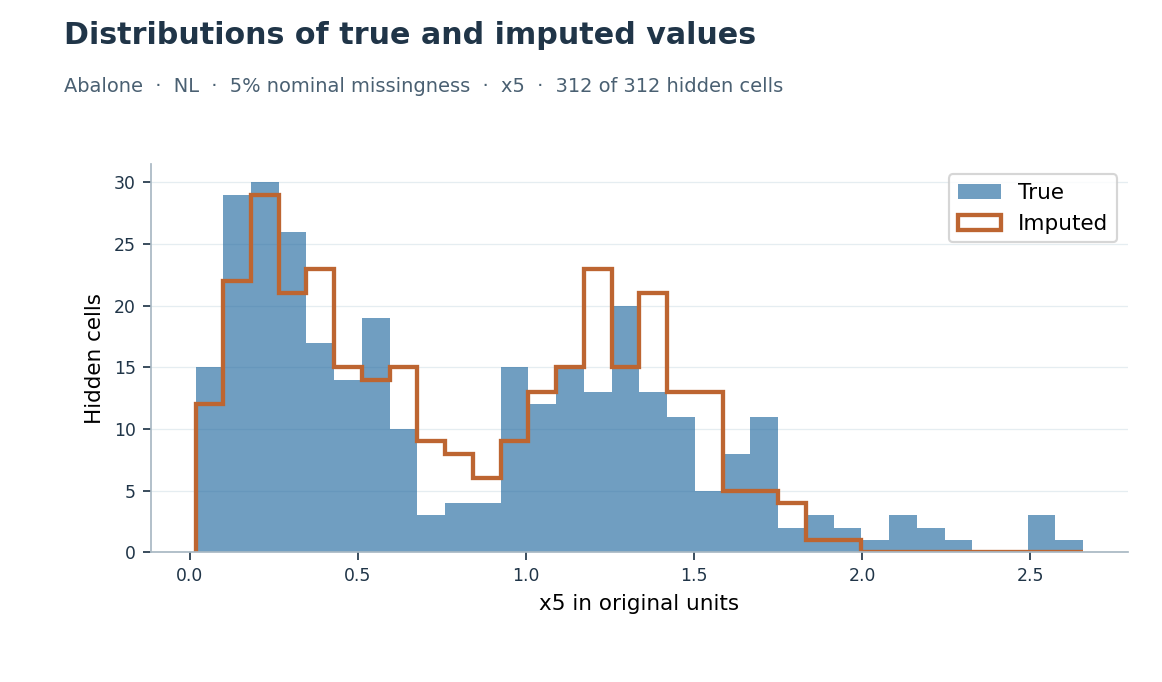 Distributions of true and imputed values
Abalone · NL · 5% nominal missingness · x5 · 312 of 312 hidden cells
True
Imputed
Hidden cells
30
25
20
15
10
5
0
0.0 0.5 1.0 1.5 2.0 2.5
x5 in original units